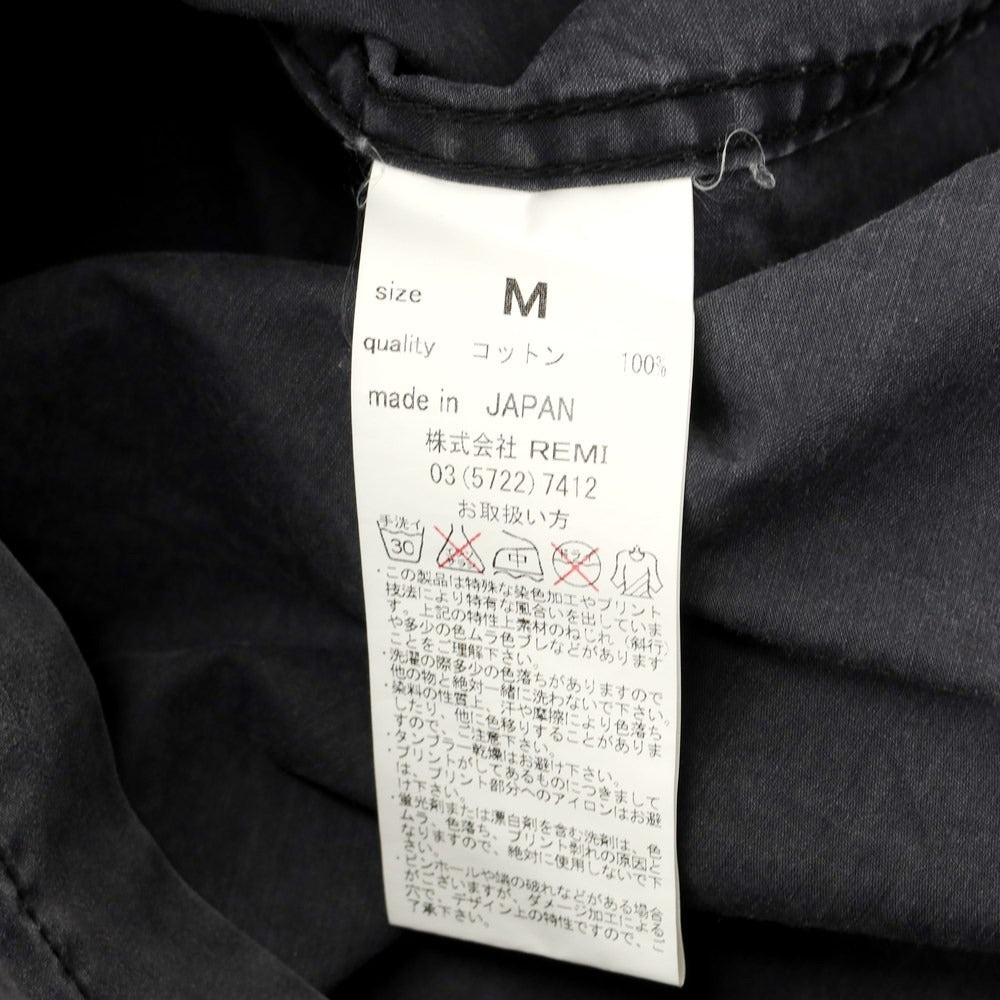 size M
quality コットン 100%
made in JAPAN
株式会社 REMI
03(5722)7412
お取扱い方
手洗イ 30 エンソサラシ 中 ドライ
・この製品は特殊な染色加工やプリント
技法により特有な風合いを出していま
す。上記の特性上素材のねじれ（斜行）
や多少の色ムラ色ブレなどがあります
ことをご理解下さい。
・洗濯の際多少の色落ちがありますので
他の物と絶対一緒に洗わないで下さい。
・染料の性質上、汗や摩擦により色落ち
したり、他に色移りすることがありま
すので、ご注意下さい。
・タンブラー乾燥はお避け下さい。
・プリントがしてあるものにつきまして
は、プリント部分へのアイロンはお避
け下さい。
・蛍光剤または漂白剤を含む洗剤は、色
ムラ、色落ち、プリント剥れの原因と
なりますので、絶対に使用しないで下
さい。
・ピンホールや端の破れなどがある場合
がございますが、ダメージ加工によるこ
穴で、デザイン上の特性ですので、ご
了承下さい。